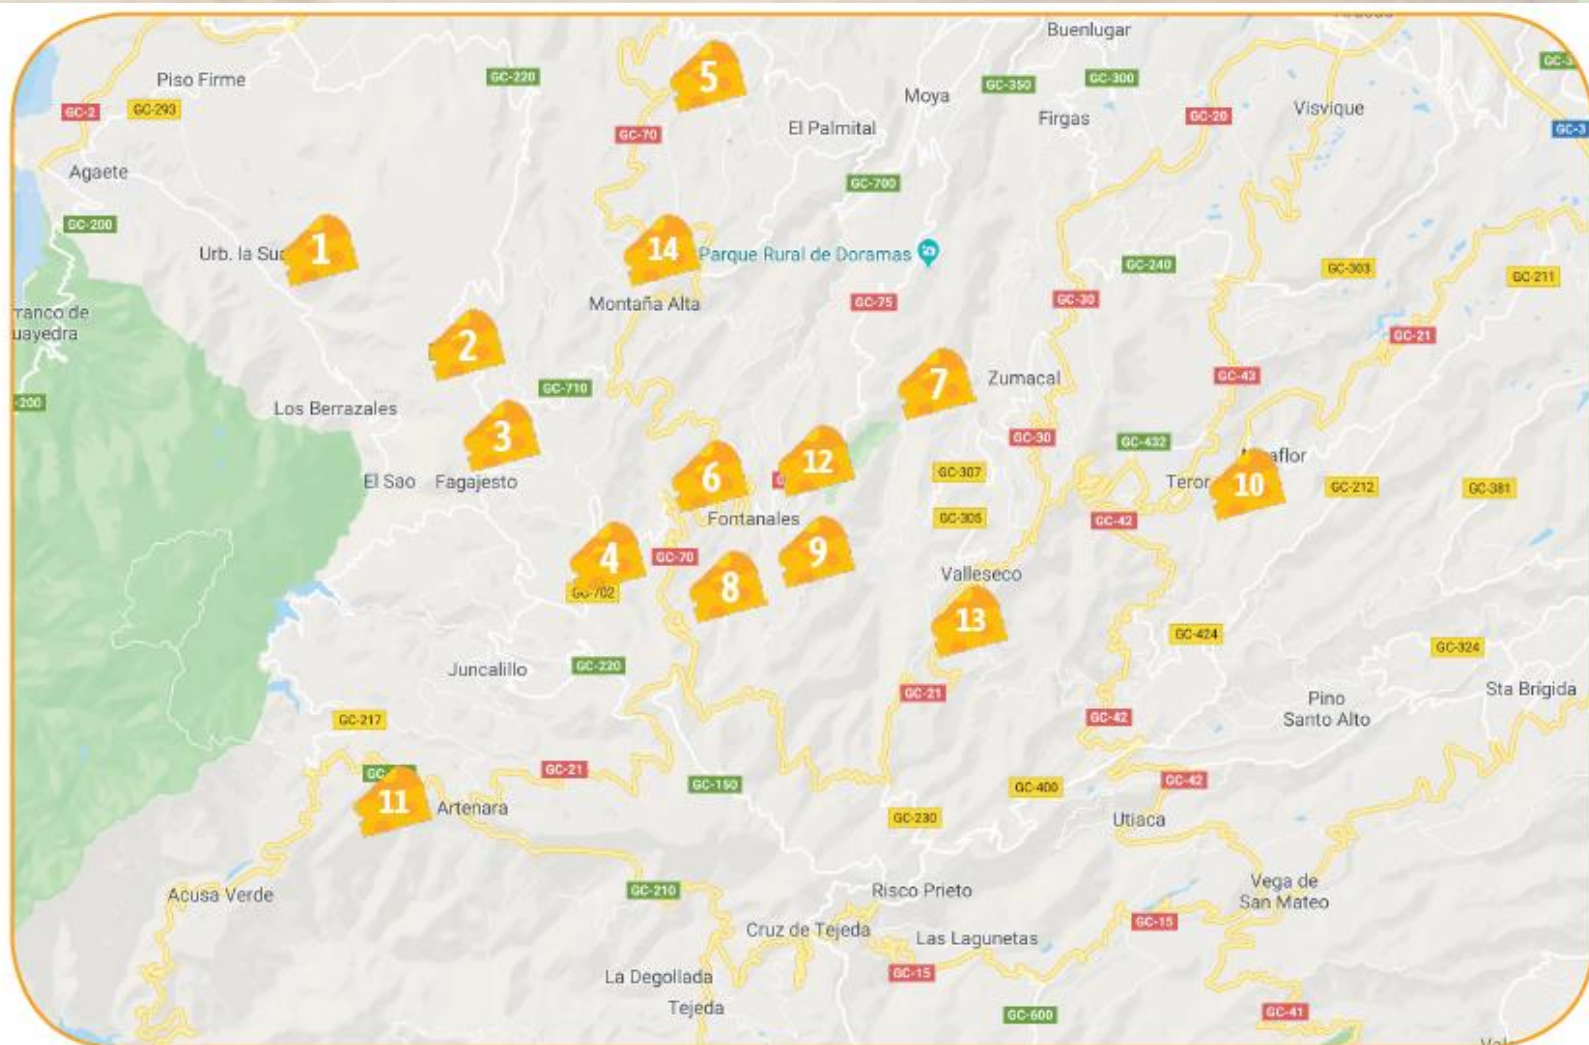 Buenlugar
Piso Firme
GC-220
5
GC-350
GC-300
GC-2
GC-293
Moya
Firgas
GC-20
Visvique
GC-3
GC-70
El Palmital
Agaete
GC-700
GC-200
1
14
Urb. la
Parque Rural de Doramas
GC-240
GC-303
GC-211
Montaña Alta
GC-75
GC-30
2
GC-21
7
Zumacal
GC-43
GC-710
-200
Los Berrazales
3
GC-30
GC-432
6
12
GC-307
El Sao
Fagajesto
Teror
10
GC-212
GC-381
Fontanales
GC-305
GC-42
4
GC-70
9
8
Valleseco
GC-702
13
GC-424
GC-324
Juncalillo
GC-220
GC-21
Sta Brígida
Pino
Santo Alto
GC-217
GC-42
GC-21
GC-150
GC-42
GC-400
11
Artenara
GC-230
Utiaca
Acusa Verde
GC-210
Risco Prieto
Vega de
San Mateo
Cruz de Tejeda
Las Lagunetas
GC-15
GC-15
La Degollada
Tejeda
GC-600
GC-41